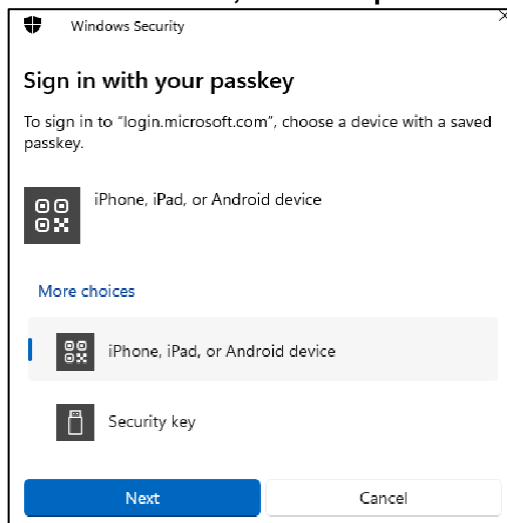 Windows Security
Sign in with your passkey
To sign in to "login.microsoft.com", choose a device with a saved
passkey.
iPhone, iPad, or Android device
More choices
iPhone, iPad, or Android device
Security key
Next
Cancel